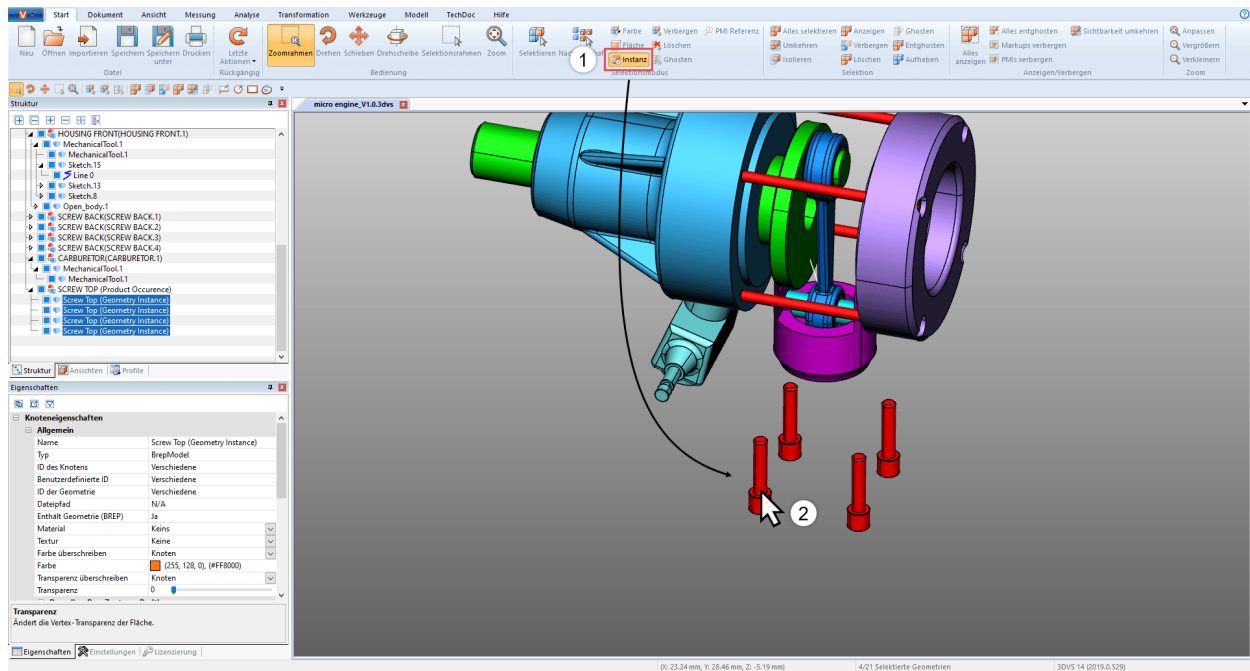 V Start Dokument Ansicht Messung Analyse Transformation Werkzeuge Modell TechDoc Hilfe
Neu Öffnen Importieren Speichern Speichern unter Drucken
Datei
Letzte Aktionen
Rückgängig
Zoomrahmen Drehen Schieben Drehscheibe Selektionsrahmen Zoom
Bedienung
Selektieren
1
Farbe Verbergen PMI Referenz
Fläche Löschen
Instanz Ghosten
Selektionsmodus
Alles selektieren Anzeigen Ghosten
Umkehren Verbergen Entghosten
Isolieren Löschen Aufheben
Selektion
Alles anzeigen
Alles entghosten Sichtbarkeit umkehren
Markups verbergen
PMIs verbergen
Anzeigen/Verbergen
Anpassen
Vergrößern
Verkleinern
Zoom
Struktur
micro engine_V1.0.3dvs
HOUSING FRONT(HOUSING FRONT.1)
MechanicalTool.1
MechanicalTool.1
Sketch.15
Line 0
Sketch.13
Sketch.8
Open_body.1
SCREW BACK(SCREW BACK.1)
SCREW BACK(SCREW BACK.2)
SCREW BACK(SCREW BACK.3)
SCREW BACK(SCREW BACK.4)
CARBURETOR(CARBURETOR.1)
MechanicalTool.1
MechanicalTool.1
SCREW TOP (Product Occurence)
Screw Top (Geometry Instance)
Screw Top (Geometry Instance)
Screw Top (Geometry Instance)
Screw Top (Geometry Instance)
Struktur Ansichten Profile
Eigenschaften
Knoteneigenschaften
Allgemein
Name Screw Top (Geometry Instance)
Typ BrepModel
ID des Knotens Verschiedene
Benutzerdefinierte ID Verschiedene
ID der Geometrie Verschiedene
Dateipfad N/A
Enthält Geometrie (BREP) Ja
Material Keins
Textur Keine
Farbe überschreiben Knoten
Farbe (255, 128, 0), (#FF8000)
Transparenz überschreiben Knoten
Transparenz 0
Transparenz
Ändert die Vertex-Transparenz der Fläche.
Eigenschaften Einstellungen Lizenzierung
2
(X: 23.24 mm, Y: 28.46 mm, Z: -5.19 mm) 4/21 Selektierte Geometrien 3DVS 14 (2019.0.529)